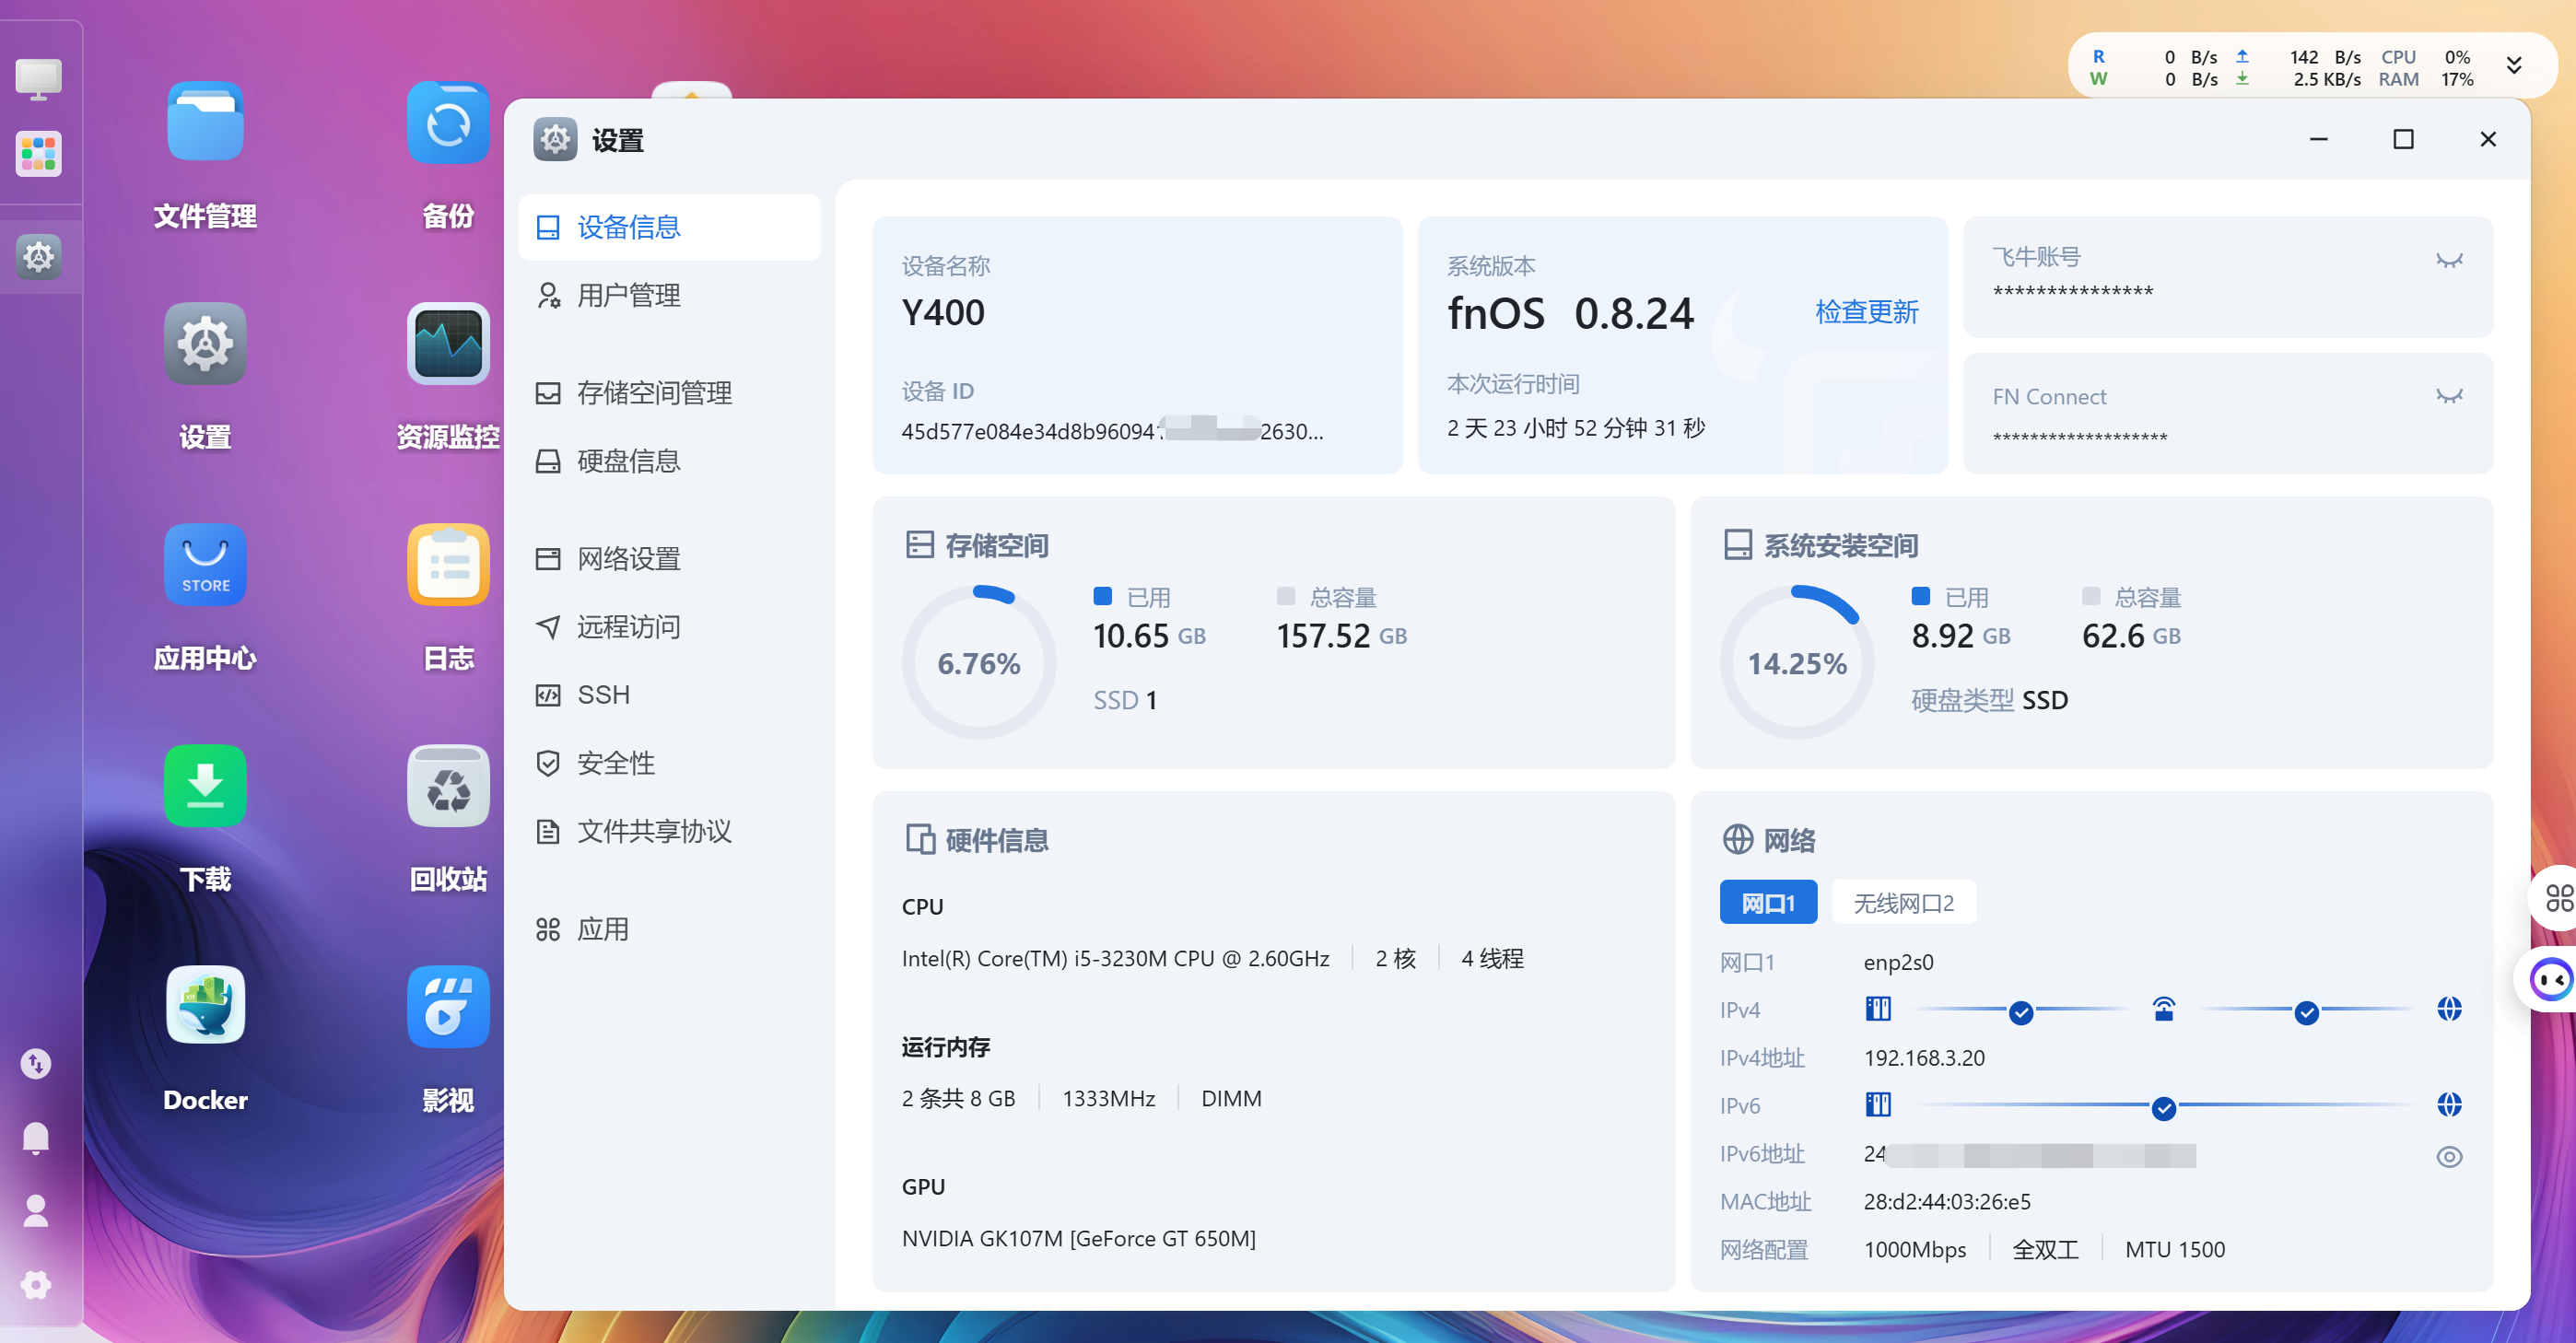 R 0 B/s 142 B/s CPU 0%
W 0 B/s 2.5 KB/s RAM 17%
文件管理
备份
设置
资源监控
STORE
应用中心
日志
下载
回收站
Docker
影视
设置
设备信息
用户管理
存储空间管理
硬盘信息
网络设置
远程访问
SSH
安全性
文件共享协议
应用
设备名称
Y400
设备 ID
45d577e084e34d8b96094 2630...
系统版本
fnOS 0.8.24
检查更新
本次运行时间
2 天 23 小时 52 分钟 31 秒
飞牛账号
***************
FN Connect
*******************
存储空间
6.76%
已用
10.65 GB
总容量
157.52 GB
SSD 1
系统安装空间
14.25%
已用
8.92 GB
总容量
62.6 GB
硬盘类型 SSD
硬件信息
CPU
Intel(R) Core(TM) i5-3230M CPU @ 2.60GHz 2 核 4 线程
运行内存
2 条共 8 GB 1333MHz DIMM
GPU
NVIDIA GK107M [GeForce GT 650M]
网络
网口1 无线网口2
网口1 enp2s0
IPv4
IPv4地址 192.168.3.20
IPv6
IPv6地址 24
MAC地址 28:d2:44:03:26:e5
网络配置 1000Mbps 全双工 MTU 1500